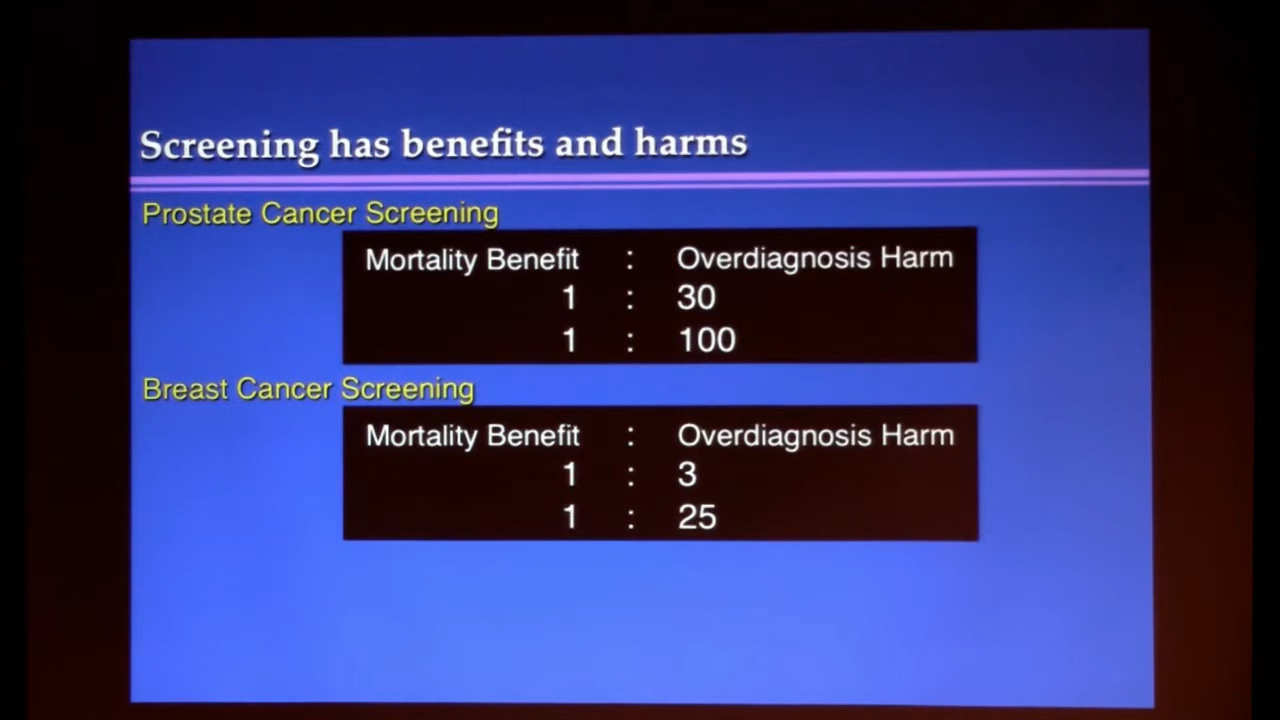 Screening has benefits and harms
Prostate Cancer Screening
Mortality Benefit : Overdiagnosis Harm
1 : 30
1 : 100
Breast Cancer Screening
Mortality Benefit : Overdiagnosis Harm
1 : 3
1 : 25